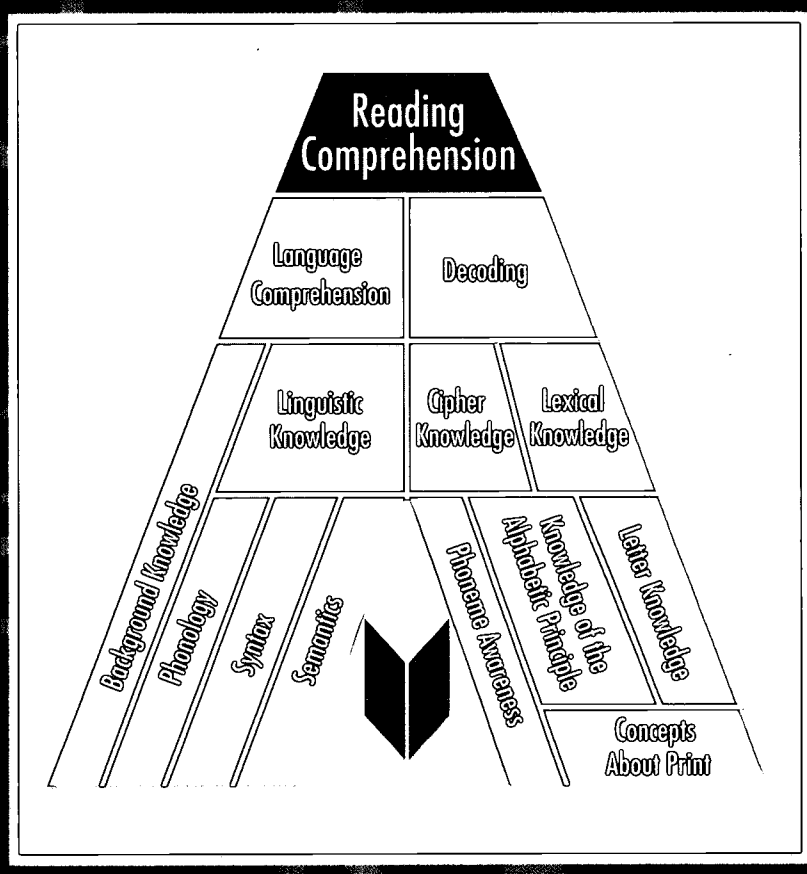 Reading
Comprehension
Language
Comprehension
Decoding
Linguistic
Knowledge
Cipher
Knowledge
Lexical
Knowledge
Background Knowledge
Phonology
Syntax
Semantics
Phoneme Awareness
Knowledge of the
Alphabetic Principle
Letter Knowledge
Concepts
About Print